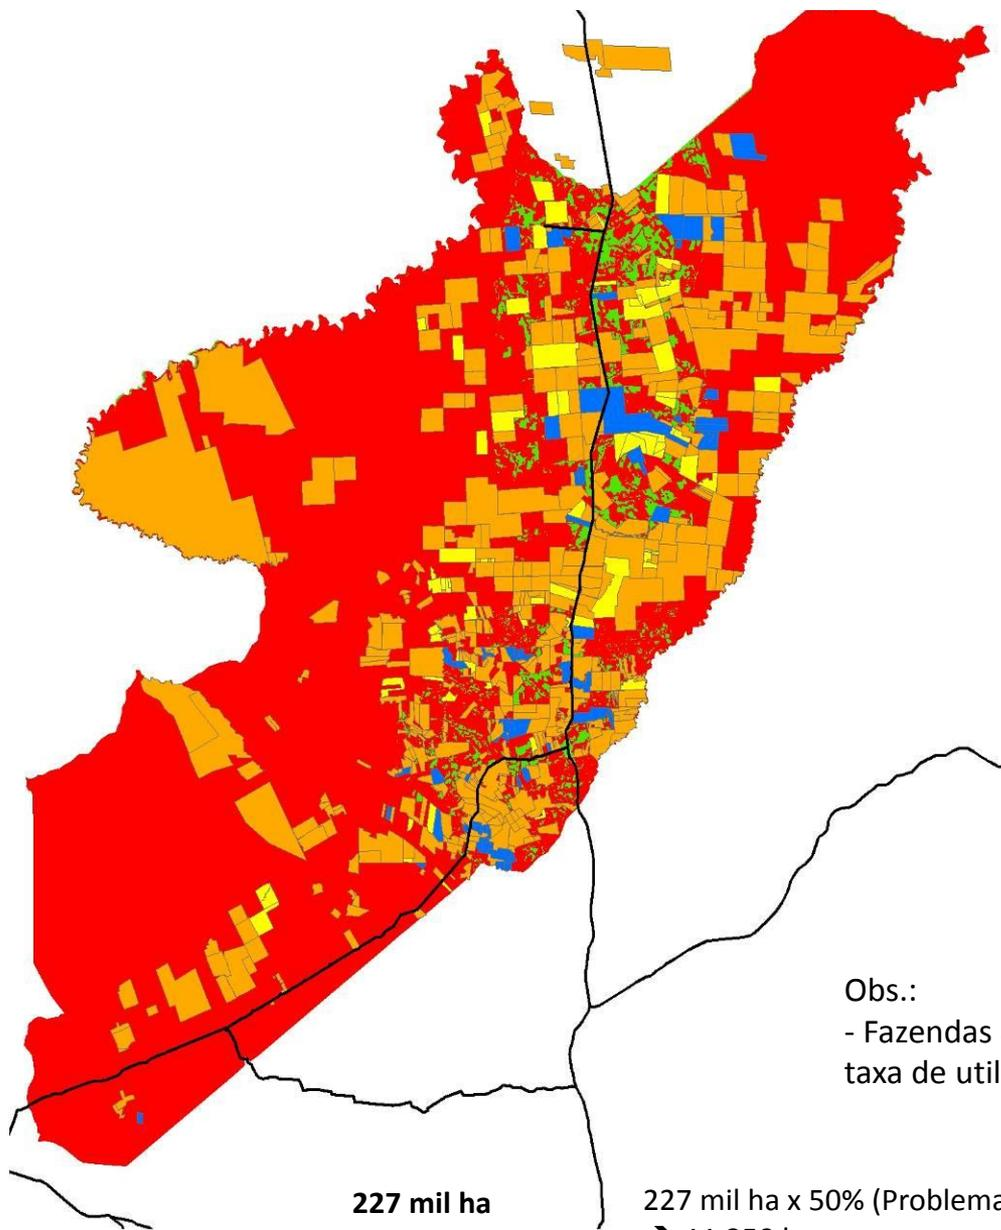 Obs.:
- Fazendas
taxa de util
227 mil ha
227 mil ha x 50% (Problema